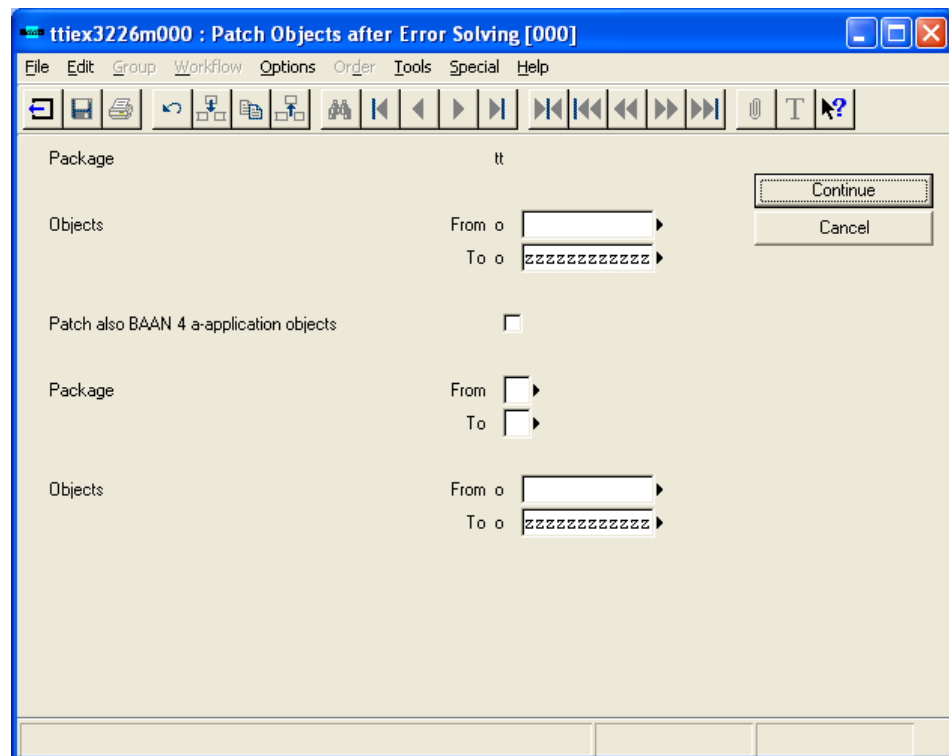 ttiex3226m000 : Patch Objects after Error Solving [000]
File Edit Group Workflow Options Order Tools Special Help
T ?
Package tt
Continue
Objects From o
Cancel
To o zzzzzzzzzzzz
Patch also BAAN 4 a-application objects
Package From
To
Objects From o
To o zzzzzzzzzzzz